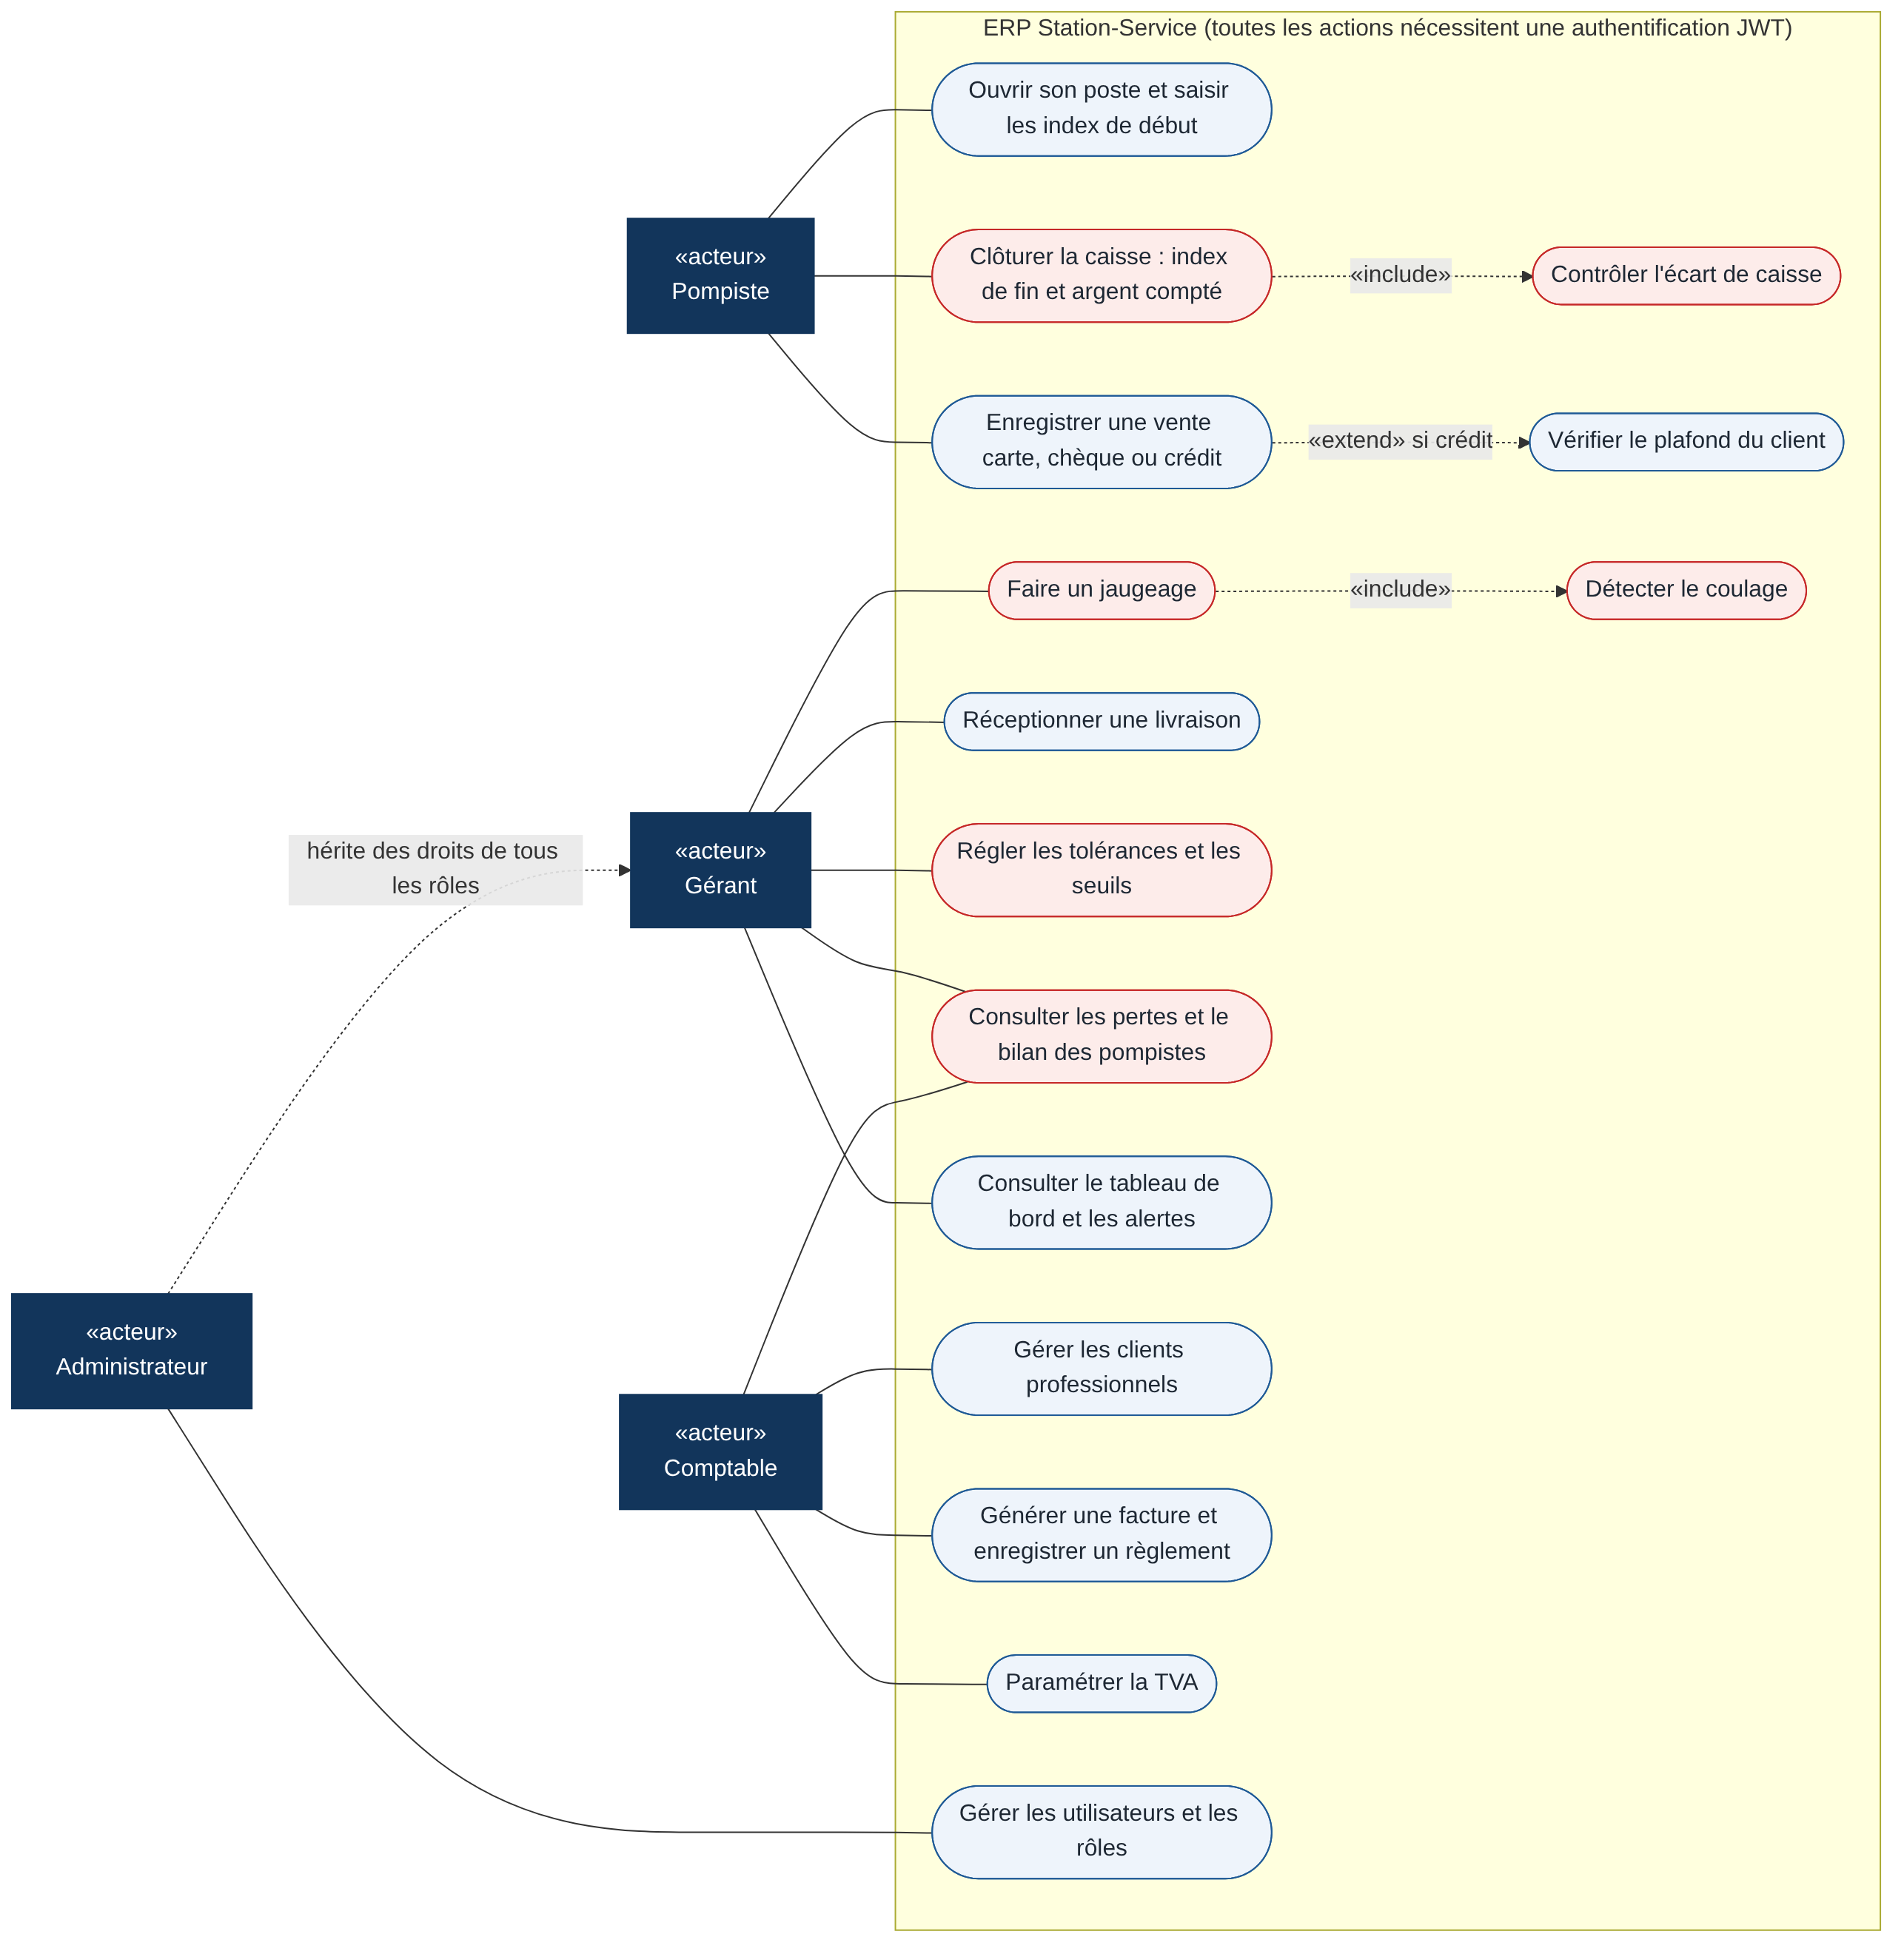 ERP Station-Service (toutes les actions nécessitent une authentification JWT)
Ouvrir son poste et saisir
les index de début
«acteur»
Pompiste
Clôturer la caisse : index
de fin et argent compté
«include»
Contrôler l'écart de caisse
Enregistrer une vente
carte, chèque ou crédit
«extend» si crédit
Vérifier le plafond du client
Faire un jaugeage
«include»
Détecter le coulage
Réceptionner une livraison
hérite des droits de tous
les rôles
«acteur»
Gérant
Régler les tolérances et les
seuils
Consulter les pertes et le
bilan des pompistes
Consulter le tableau de
bord et les alertes
«acteur»
Administrateur
Gérer les clients
professionnels
«acteur»
Comptable
Générer une facture et
enregistrer un règlement
Paramétrer la TVA
Gérer les utilisateurs et les
rôles